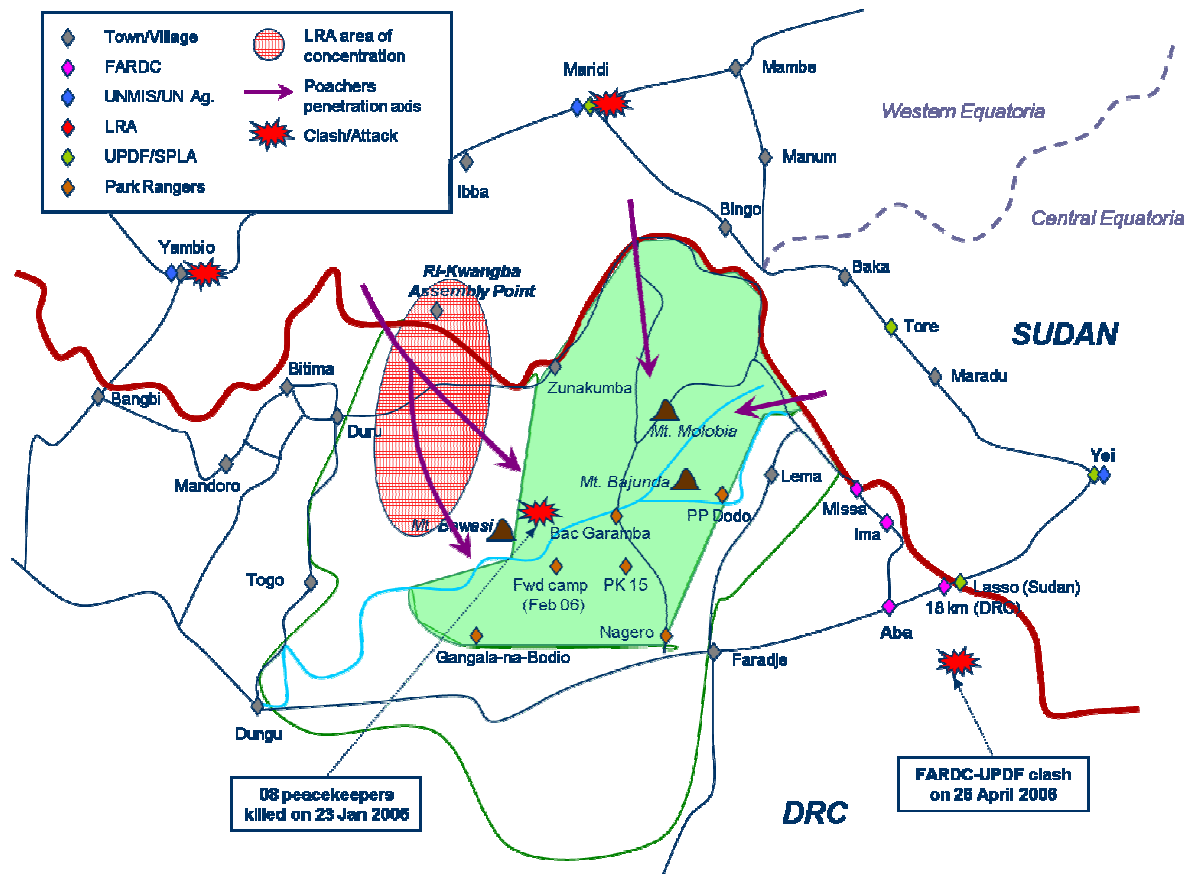 Town/Village
FARDC
UNMIS/UN Ag.
LRA
UPDF/SPLA
Park Rangers
LRA area of
concentration
Poachers
penetration axis
Clash/Attack
Maridi
Mambe
Western Equatoria
Manum
Ibba
Bingo
Central Equatoria
Yambio
Ri-Kwangba
Assembly Point
Baka
Tore
SUDAN
Bitima
Zunakumba
Maradu
Bangbi
Duru
Mt. Molobia
Yei
Mandoro
Mt. Bajunda
Lema
PP Dodo
Missa
Mt. Bawasi
Bac Garamba
Ima
Togo
Fwd camp
(Feb 06)
PK 15
Lasso (Sudan)
18 km (DRC)
Aba
Nagero
Gangala-na-Bodio
Faradje
Dungu
08 peacekeepers
killed on 23 Jan 2006
FARDC-UPDF clash
on 26 April 2006
DRC